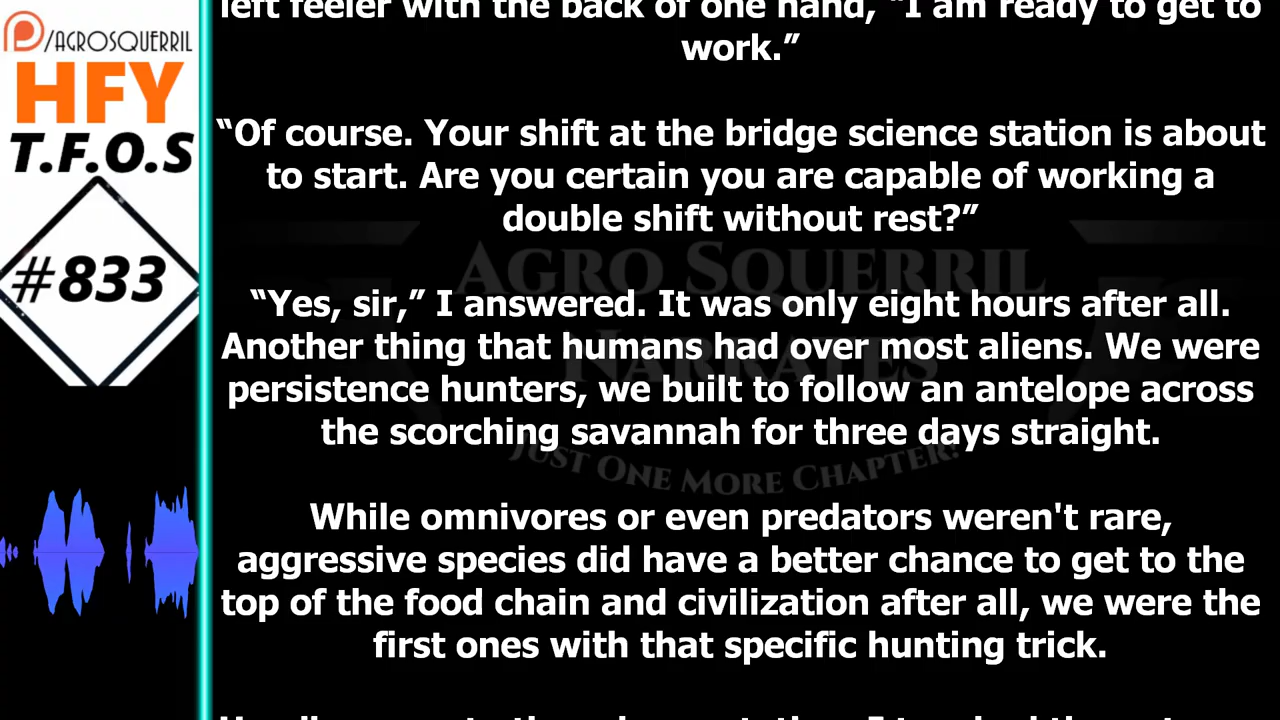 /AGROSQUERRIL
HFY
T.F.O.S
#833
left feeler with the back of one hand, “I am ready to get to
work.”
“Of course. Your shift at the bridge science station is about
to start. Are you certain you are capable of working a
double shift without rest?”
“Yes, sir,” I answered. It was only eight hours after all.
Another thing that humans had over most aliens. We were
persistence hunters, we built to follow an antelope across
the scorching savannah for three days straight.
While omnivores or even predators weren't rare,
aggressive species did have a better chance to get to the
top of the food chain and civilization after all, we were the
first ones with that specific hunting trick.
Agro Squerril
Narrates
Just One More Chapter!